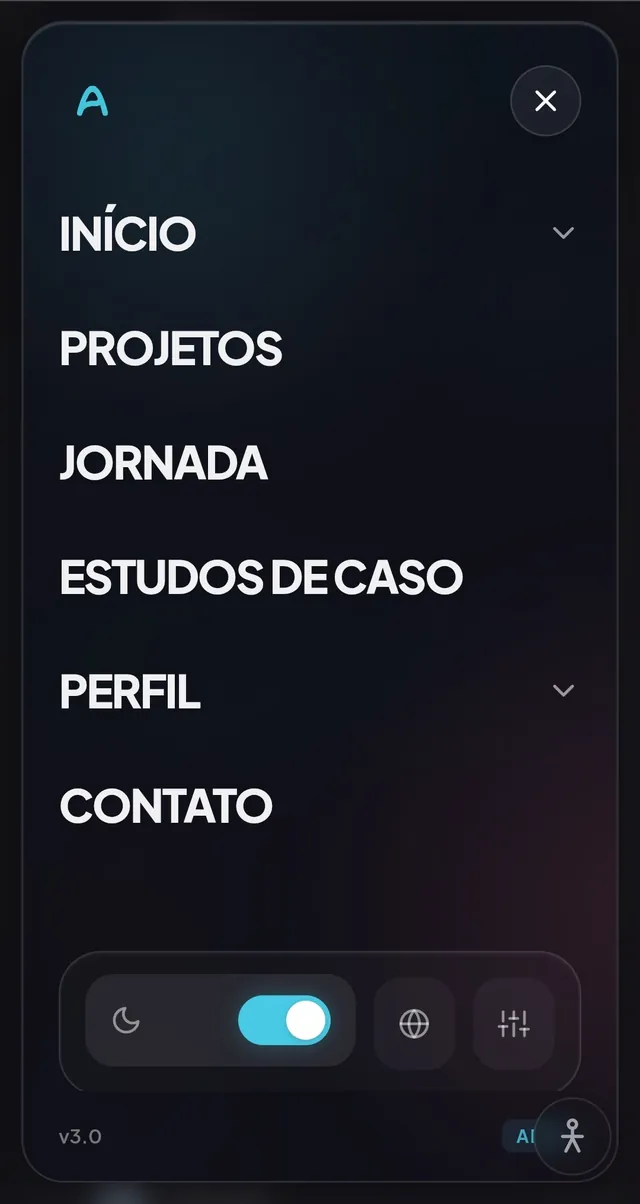 A
INÍCIO
PROJETOS
JORNADA
ESTUDOS DE CASO
PERFIL
CONTATO
v3.0